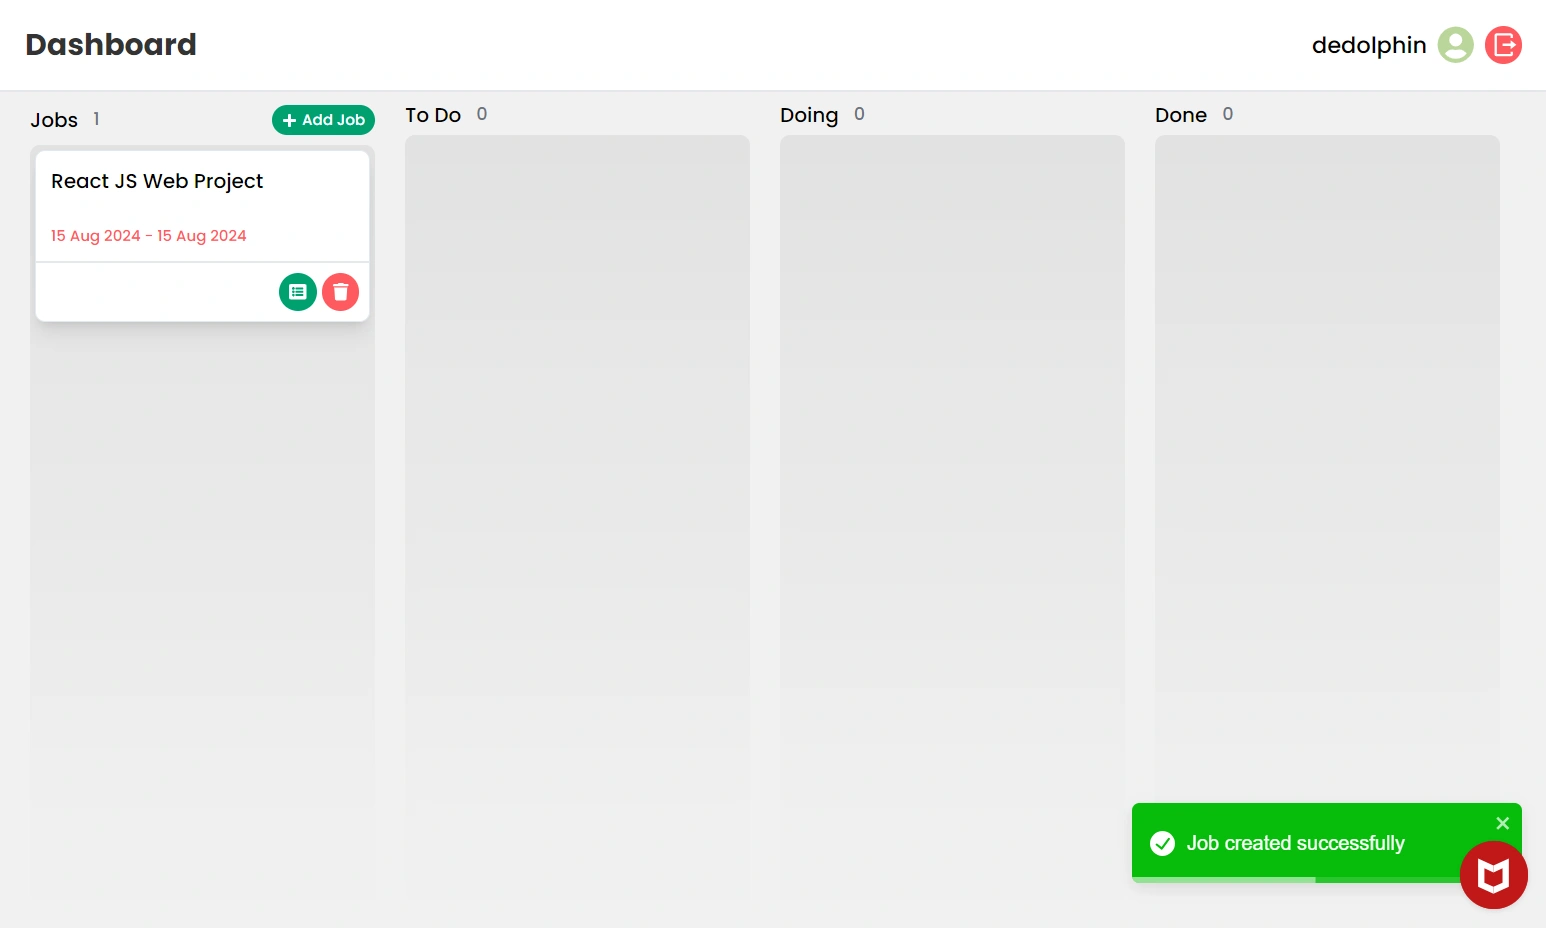 Dashboard
dedolphin
Jobs 1
Add Job
To Do 0
Doing 0
Done 0
React JS Web Project
15 Aug 2024 - 15 Aug 2024
Job created successfully